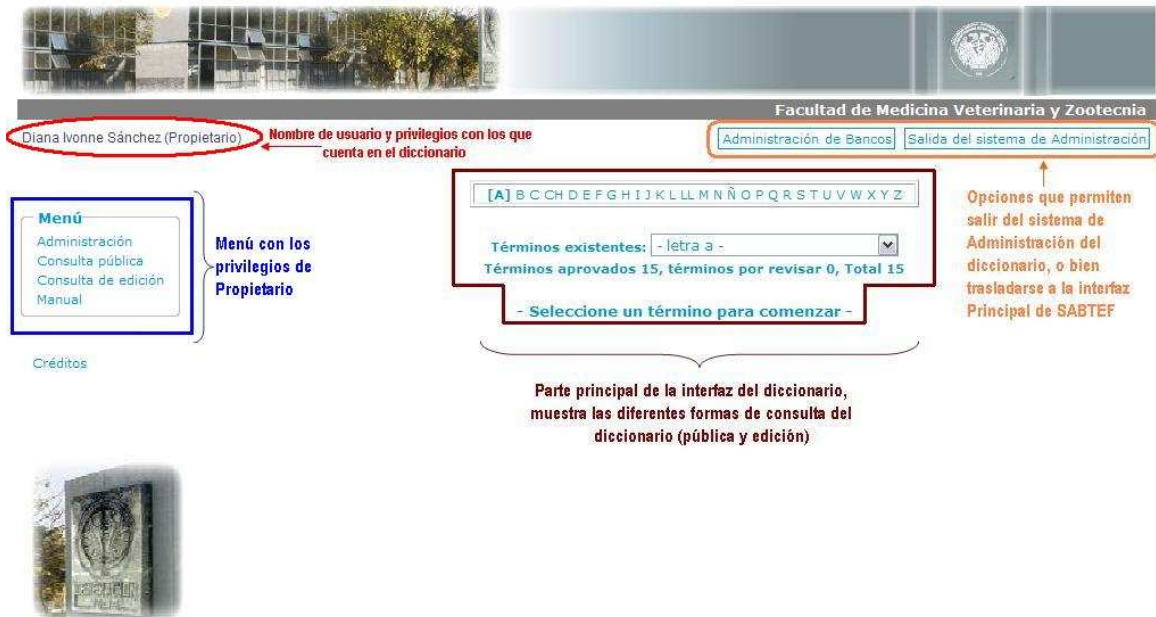 Facultad de Medicina Veterinaria y Zootecnia
Diana Ivonne Sánchez (Propietario)
Nombre de usuario y privilegios con los que
cuenta en el diccionario
Administración de Bancos
Salida del sistema de Administración
Opciones que permiten
salir del sistema de
Administración del
diccionario, o bien
trasladarse a la interfaz
Principal de SABTEF
Menú
Administración
Consulta pública
Consulta de edición
Manual
Menú con los
privilegios de
Propietario
[A] B C CH D E F G H I J K L LL M N Ñ O P Q R S T U V W X Y Z
Términos existentes: - letra a -
Términos aprovados 15, términos por revisar 0, Total 15
- Seleccione un término para comenzar -
Créditos
Parte principal de la interfaz del diccionario,
muestra las diferentes formas de consulta del
diccionario (pública y edición)